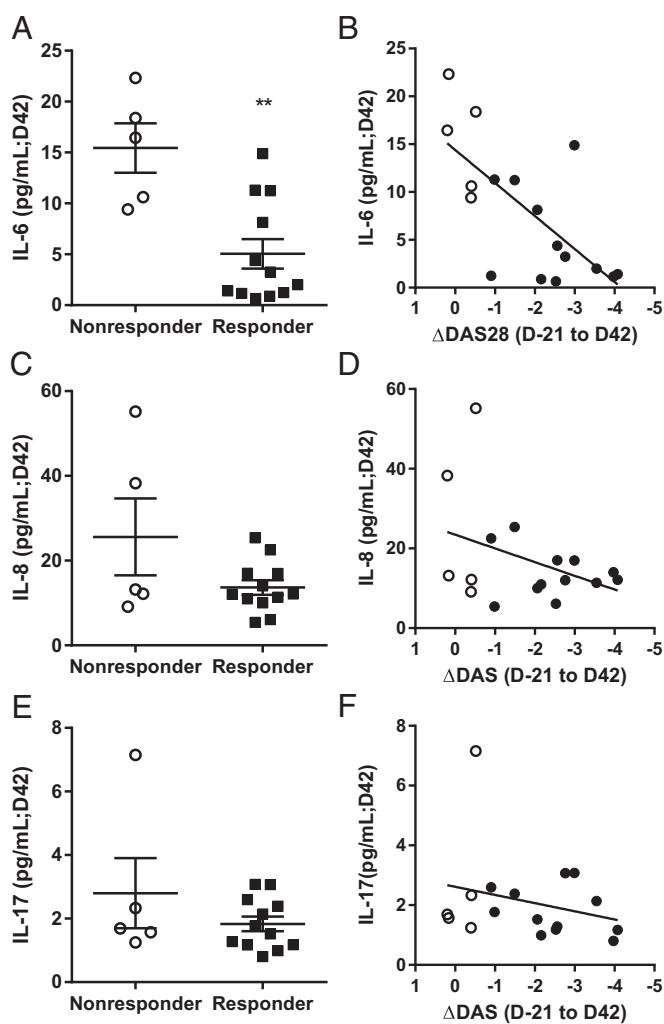 A
B
25
20
15
10
5
0
IL-6 (pg/mL;D42)
**
Nonresponder Responder
25
20
15
10
5
0
IL-6 (pg/mL;D42)
1 0 -1 -2 -3 -4 -5
ΔDAS28 (D-21 to D42)
C
D
60
40
20
0
IL-8 (pg/mL;D42)
Nonresponder Responder
60
40
20
0
IL-8 (pg/mL;D42)
1 0 -1 -2 -3 -4 -5
ΔDAS (D-21 to D42)
E
F
8
6
4
2
0
IL-17 (pg/mL;D42)
Nonresponder Responder
8
6
4
2
0
IL-17(pg/mL;D42)
1 0 -1 -2 -3 -4 -5
ΔDAS (D-21 to D42)